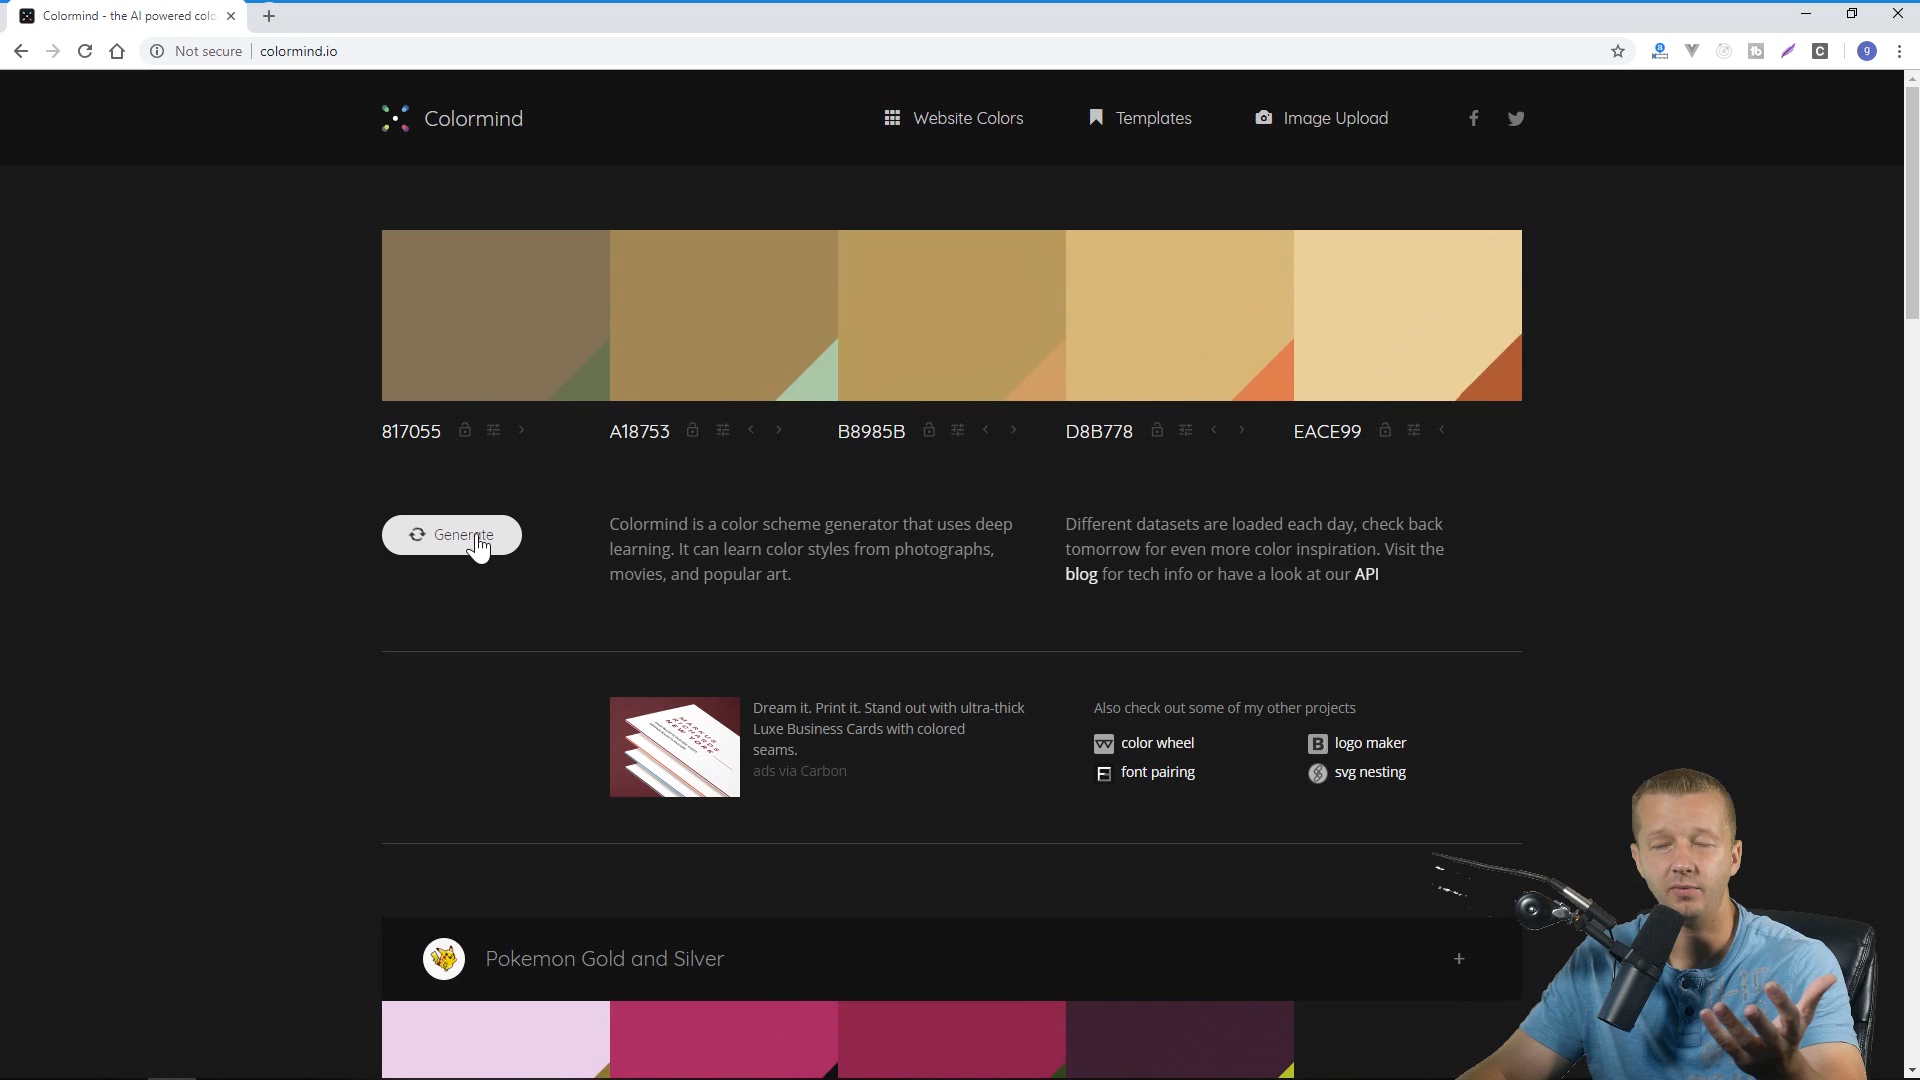 Colormind - the AI powered colo
Not secure
colormind.io
g
Colormind
Website Colors
Templates
Image Upload
817055
A18753
B8985B
D8B778
EACE99
Generate
Colormind is a color scheme generator that uses deep
learning. It can learn color styles from photographs,
movies, and popular art.
Different datasets are loaded each day, check back
tomorrow for even more color inspiration. Visit the
blog for tech info or have a look at our API
MARKUS
RICHARDS
NEW YORK
Dream it. Print it. Stand out with ultra-thick
Luxe Business Cards with colored
seams.
ads via Carbon
Also check out some of my other projects
color wheel
logo maker
font pairing
svg nesting
Pokemon Gold and Silver